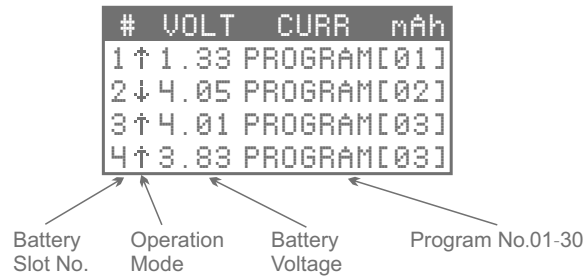 # VOLT CURR mAh
1↑1.33 PROGRAM[01]
2↓4.05 PROGRAM[02]
3↑4.01 PROGRAM[03]
4↑3.83 PROGRAM[03]
Battery Slot No.
Operation Mode
Battery Voltage
Program No.01-30